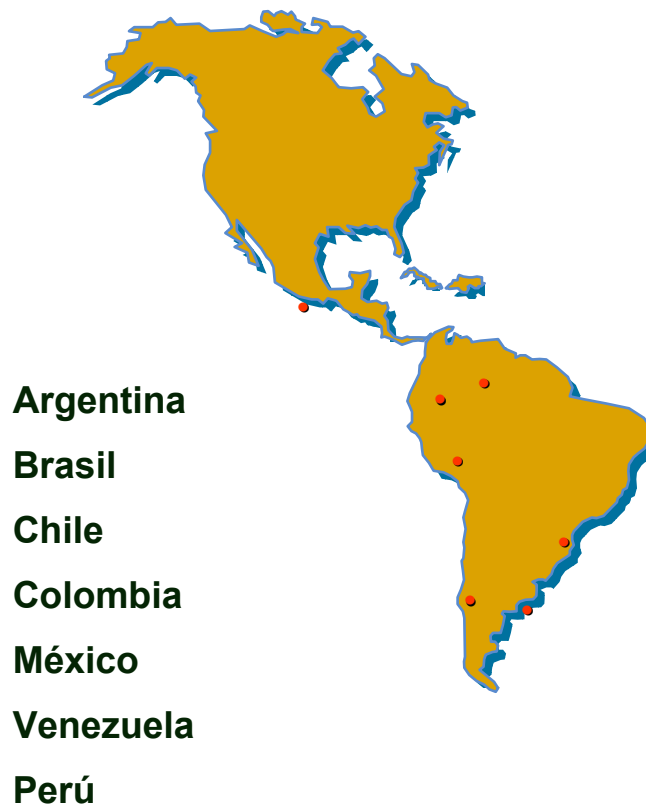 Argentina
Brasil
Chile
Colombia
México
Venezuela
Perú